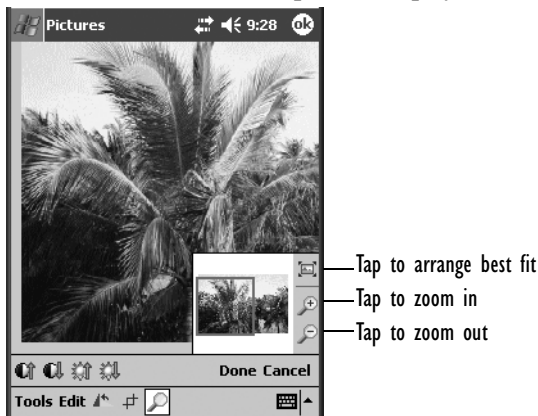 Pictures 9:28 ok
Tap to arrange best fit
Tap to zoom in
Tap to zoom out
Done Cancel
Tools Edit